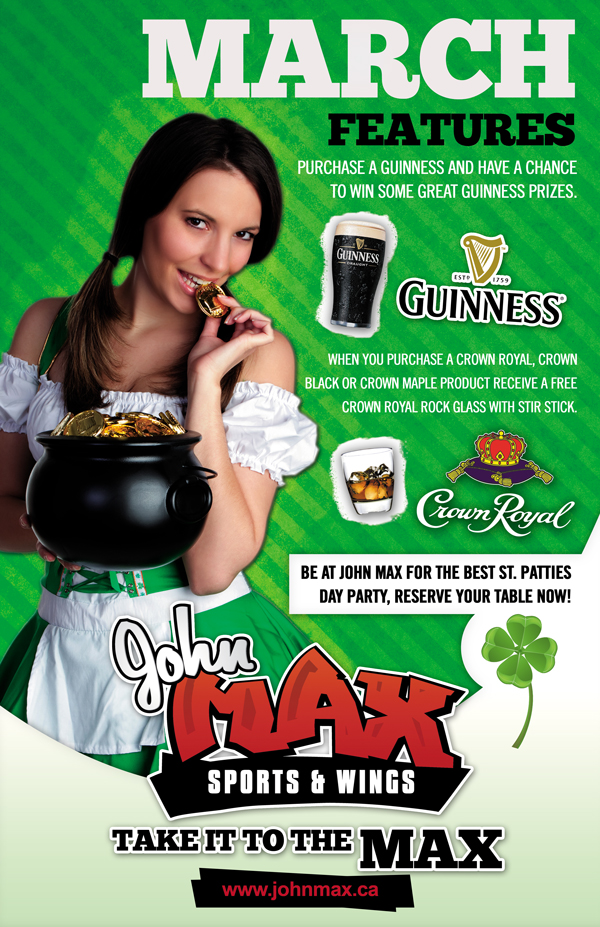 MARCH
FEATURES
PURCHASE A GUINNESS AND HAVE A CHANCE
TO WIN SOME GREAT GUINNESS PRIZES.
GUINNESS
DRAUGHT
ESTD 1759
GUINNESS®
WHEN YOU PURCHASE A CROWN ROYAL, CROWN
BLACK OR CROWN MAPLE PRODUCT RECEIVE A FREE
CROWN ROYAL ROCK GLASS WITH STIR STICK.
Crown Royal
BE AT JOHN MAX FOR THE BEST ST. PATTIES
DAY PARTY, RESERVE YOUR TABLE NOW!
John
MAX
SPORTS & WINGS
TAKE IT TO THE MAX
www.johnmax.ca